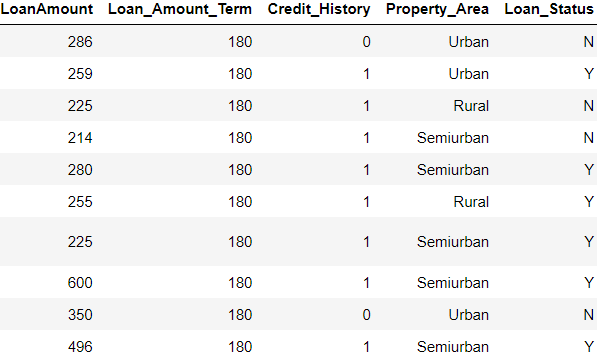 LoanAmount Loan_Amount_Term Credit_History Property_Area Loan_Status
286 180 0 Urban N
259 180 1 Urban Y
225 180 1 Rural N
214 180 1 Semiurban N
280 180 1 Semiurban Y
255 180 1 Rural Y
225 180 1 Semiurban Y
600 180 1 Semiurban Y
350 180 0 Urban N
496 180 1 Semiurban Y